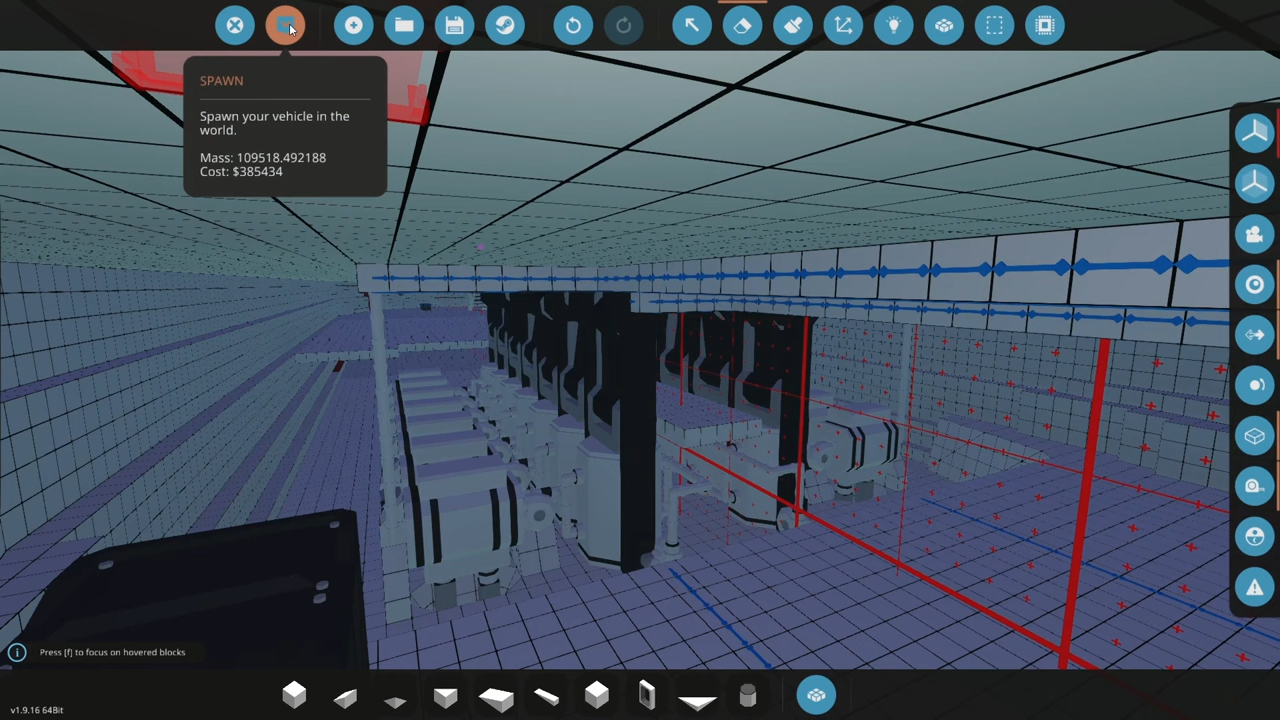 SPAWN
Spawn your vehicle in the
world.
Mass: 109518.492188
Cost: $385434
Press [f] to focus on hovered blocks
v1.9.16 64Bit